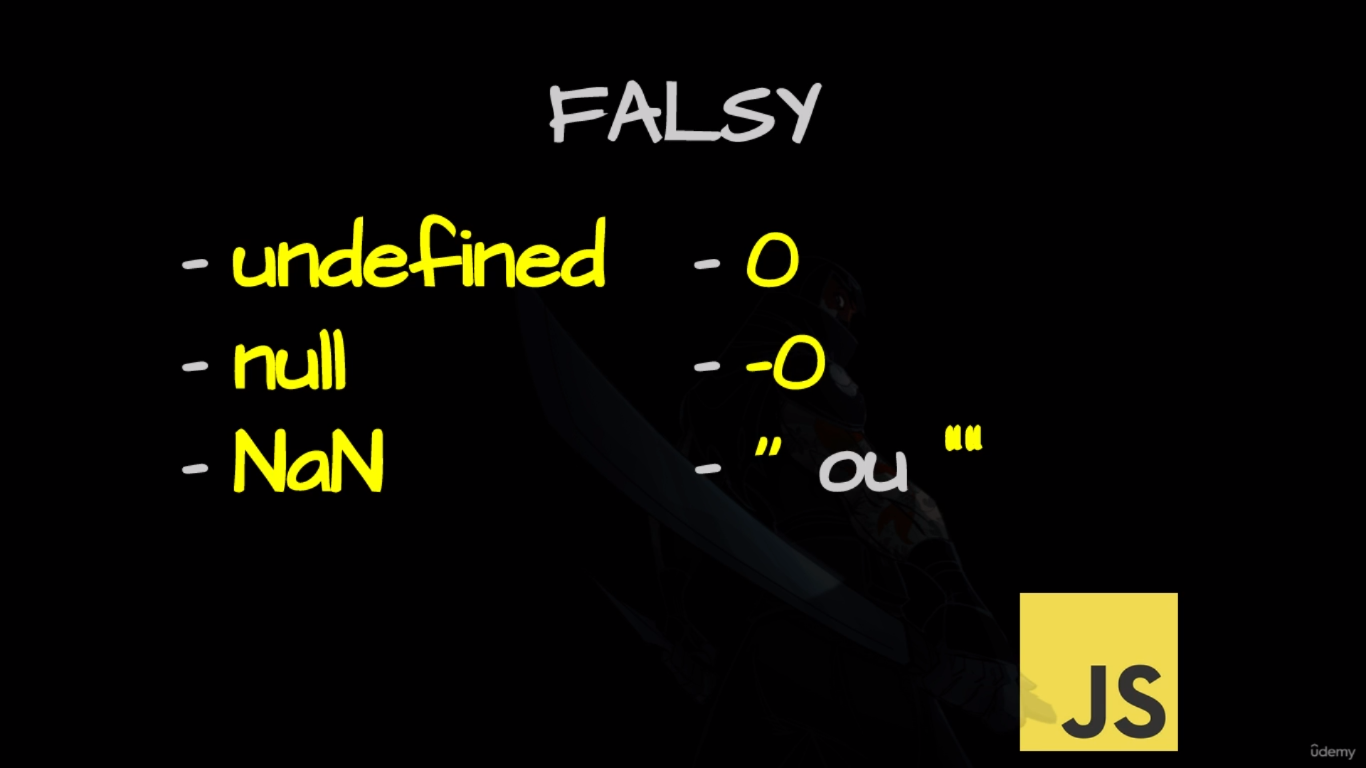 FALSY
- undefined
- null
- NaN
- 0
- -0
- '' ou ""
JS
ûdemy